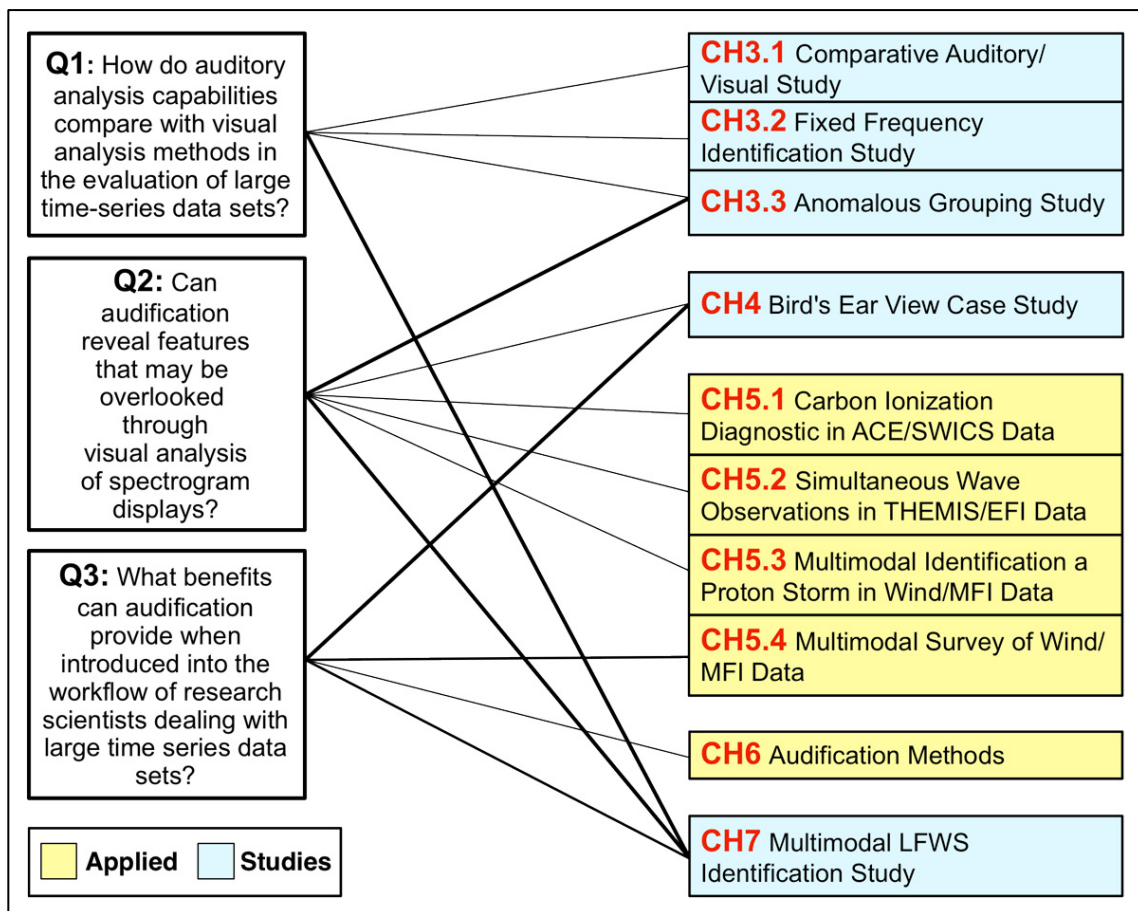 Q1: How do auditory
analysis capabilities
compare with visual
analysis methods in
the evaluation of large
time-series data sets?
Q2: Can
audification
reveal features
that may be
overlooked
through
visual analysis
of spectrogram
displays?
Q3: What benefits
can audification
provide when
introduced into the
workflow of research
scientists dealing with
large time series data
sets?
Applied
Studies
CH3.1 Comparative Auditory/
Visual Study
CH3.2 Fixed Frequency
Identification Study
CH3.3 Anomalous Grouping Study
CH4 Bird's Ear View Case Study
CH5.1 Carbon Ionization
Diagnostic in ACE/SWICS Data
CH5.2 Simultaneous Wave
Observations in THEMIS/EFI Data
CH5.3 Multimodal Identification a
Proton Storm in Wind/MFI Data
CH5.4 Multimodal Survey of Wind/
MFI Data
CH6 Audification Methods
CH7 Multimodal LFWS
Identification Study